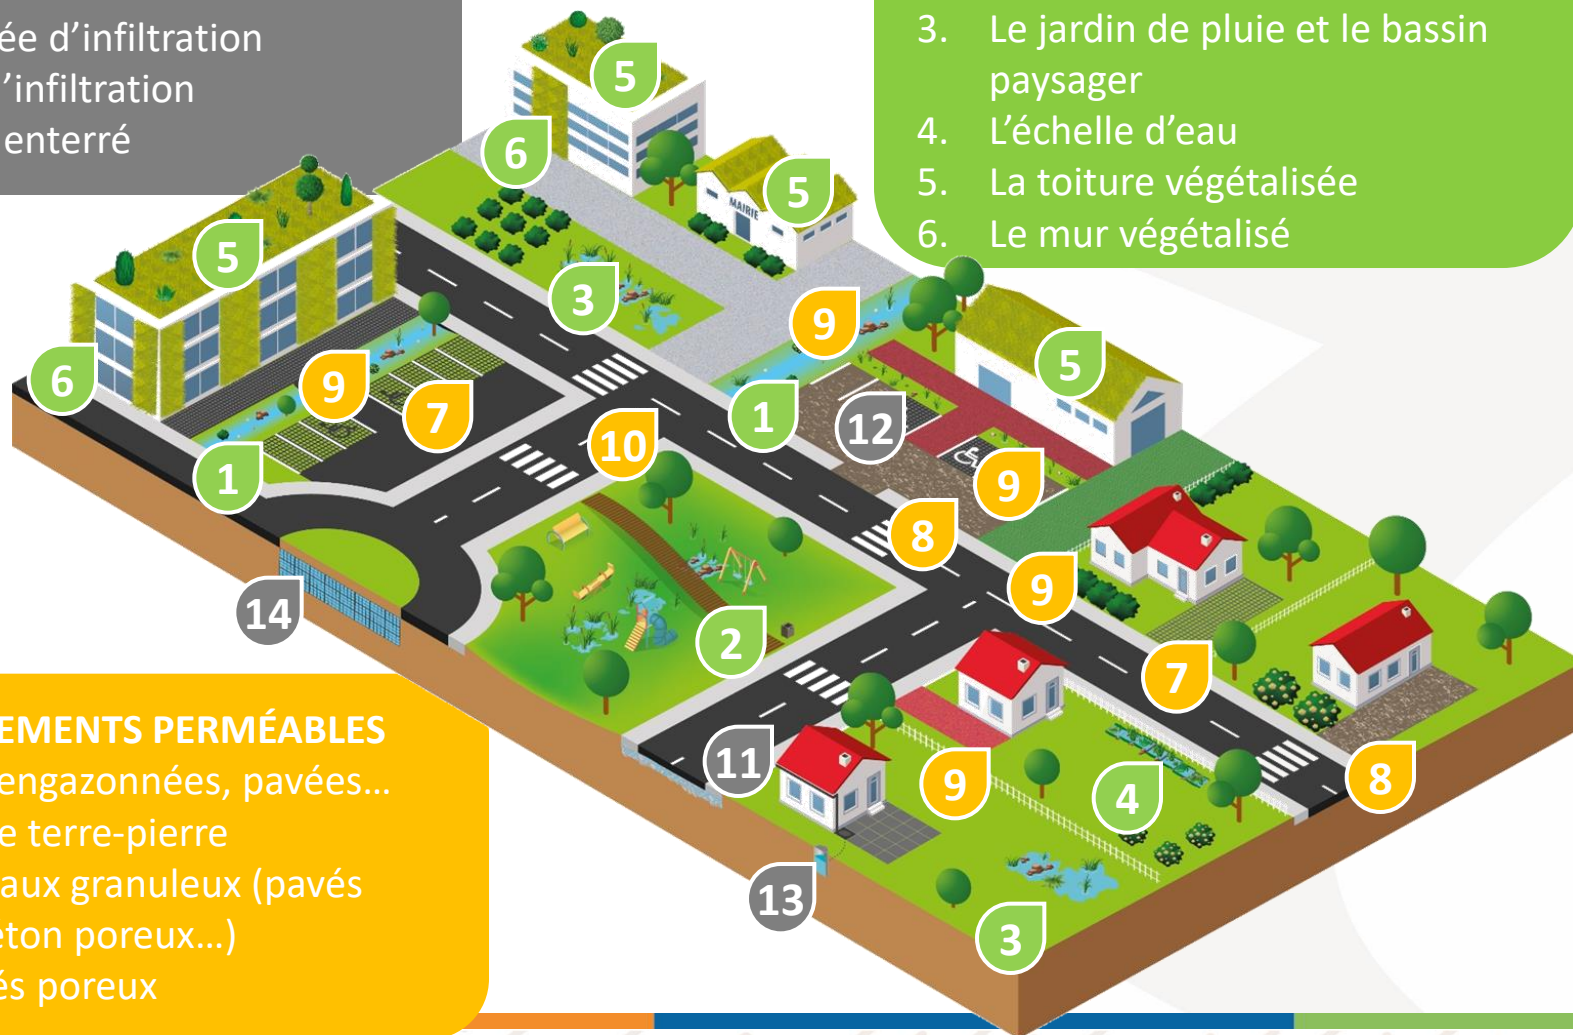 ée d’infiltration
’infiltration
enterré
3. Le jardin de pluie et le bassin
paysager
4. L’échelle d’eau
5. La toiture végétalisée
6. Le mur végétalisé
5
6
5
MAIRIE
5
3
9
5
6
9
7
1
12
10
1
9
8
9
14
2
7
11
9
4
8
13
3
EMENTS PERMÉABLES
engazonnées, pavées...
e terre-pierre
aux granuleux (pavés
eton poreux...)
és poreux